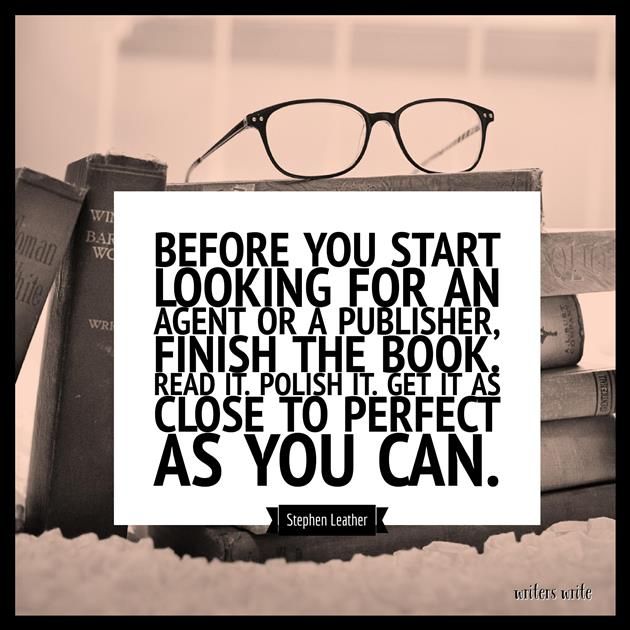 BEFORE YOU START
LOOKING FOR AN
AGENT OR A PUBLISHER,
FINISH THE BOOK.
READ IT. POLISH IT. GET IT AS
CLOSE TO PERFECT
AS YOU CAN.
Stephen Leather
writers write